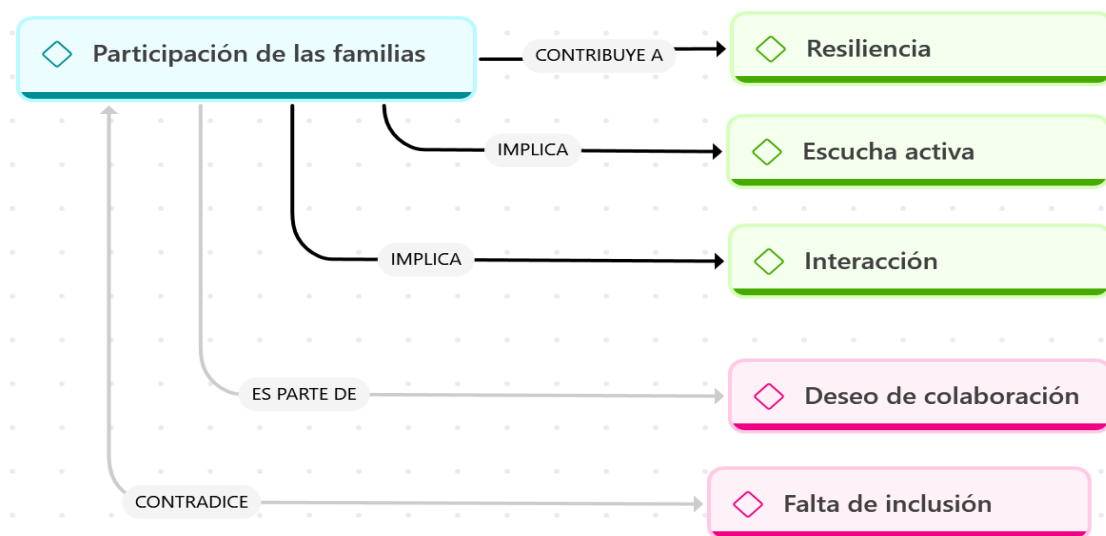 Participación de las familias
CONTRIBUYE A
Resiliencia
IMPLICA
Escucha activa
IMPLICA
Interacción
ES PARTE DE
Deseo de colaboración
CONTRADICE
Falta de inclusión